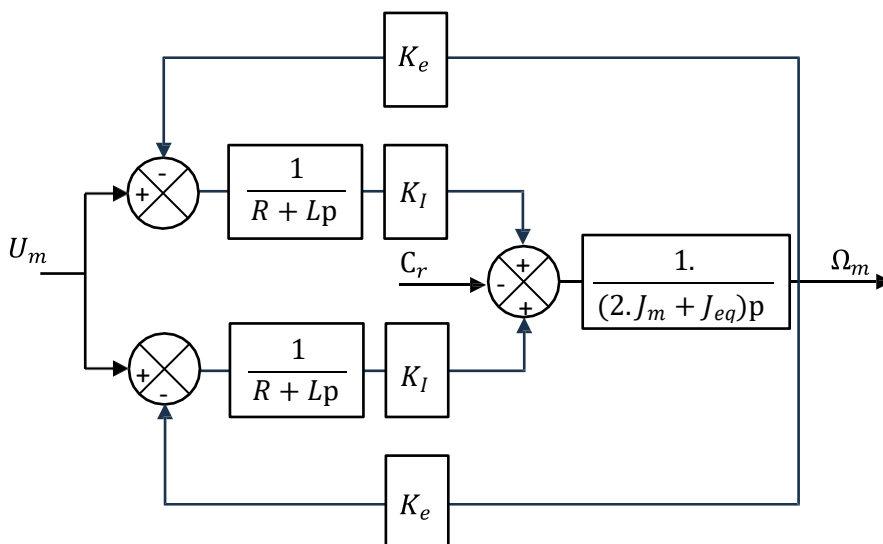 K_e
-
+
1
R + Lp
K_I
U_m
C_r
+
-
+
1.
(2. J_m + J_eq)p
Ω_m
+
-
1
R + Lp
K_I
K_e